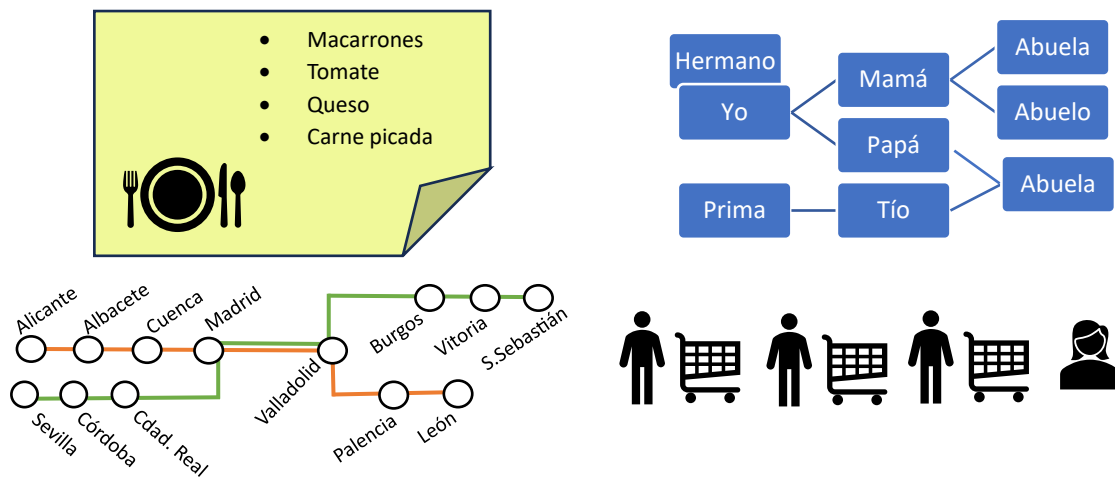 Macarrones
Tomate
Queso
Carne picada
Hermano
Yo
Mamá
Papá
Abuela
Abuelo
Abuela
Prima
Tío
Alicante
Albacete
Cuenca
Madrid
Sevilla
Córdoba
Cdad. Real
Valladolid
Burgos
Vitoria
S.Sebastián
Palencia
León